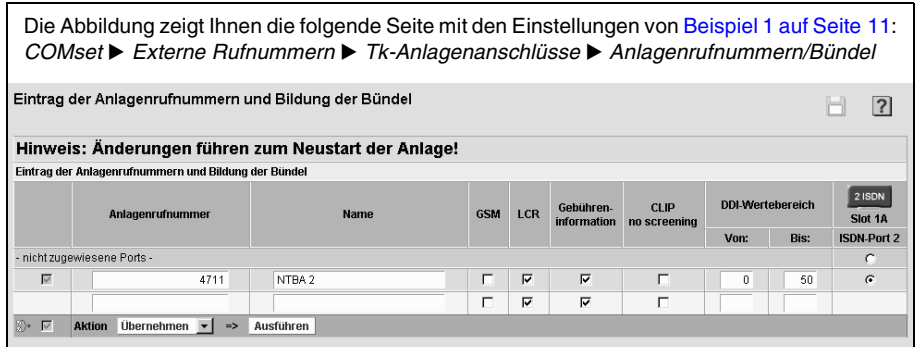 Die Abbildung zeigt Ihnen die folgende Seite mit den Einstellungen von Beispiel 1 auf Seite 11:
COMset ► Externe Rufnummern ► Tk-Anlagenanschlüsse ► Anlagenrufnummern/Bündel
Eintrag der Anlagenrufnummern und Bildung der Bündel
?
Hinweis: Änderungen führen zum Neustart der Anlage!
Eintrag der Anlagenrufnummern und Bildung der Bündel
Anlagenrufnummer Name GSM LCR Gebühren-information CLIP no screening DDI-Wertebereich 2 ISDN Slot 1A
Von: Bis: ISDN-Port 2
- nicht zugewiesene Ports -
4711 NTBA 2 0 50
Aktion Übernehmen => Ausführen